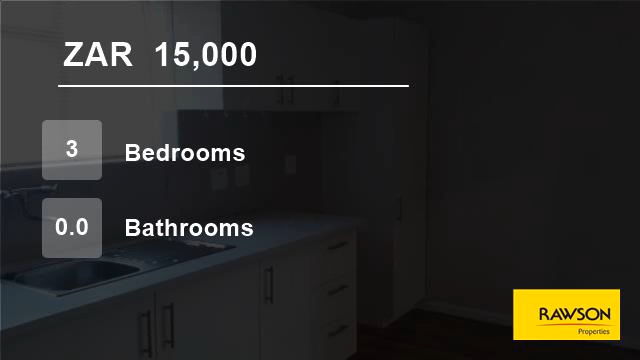 ZAR 15,000
3 Bedrooms
0.0 Bathrooms
RAWSON
Properties